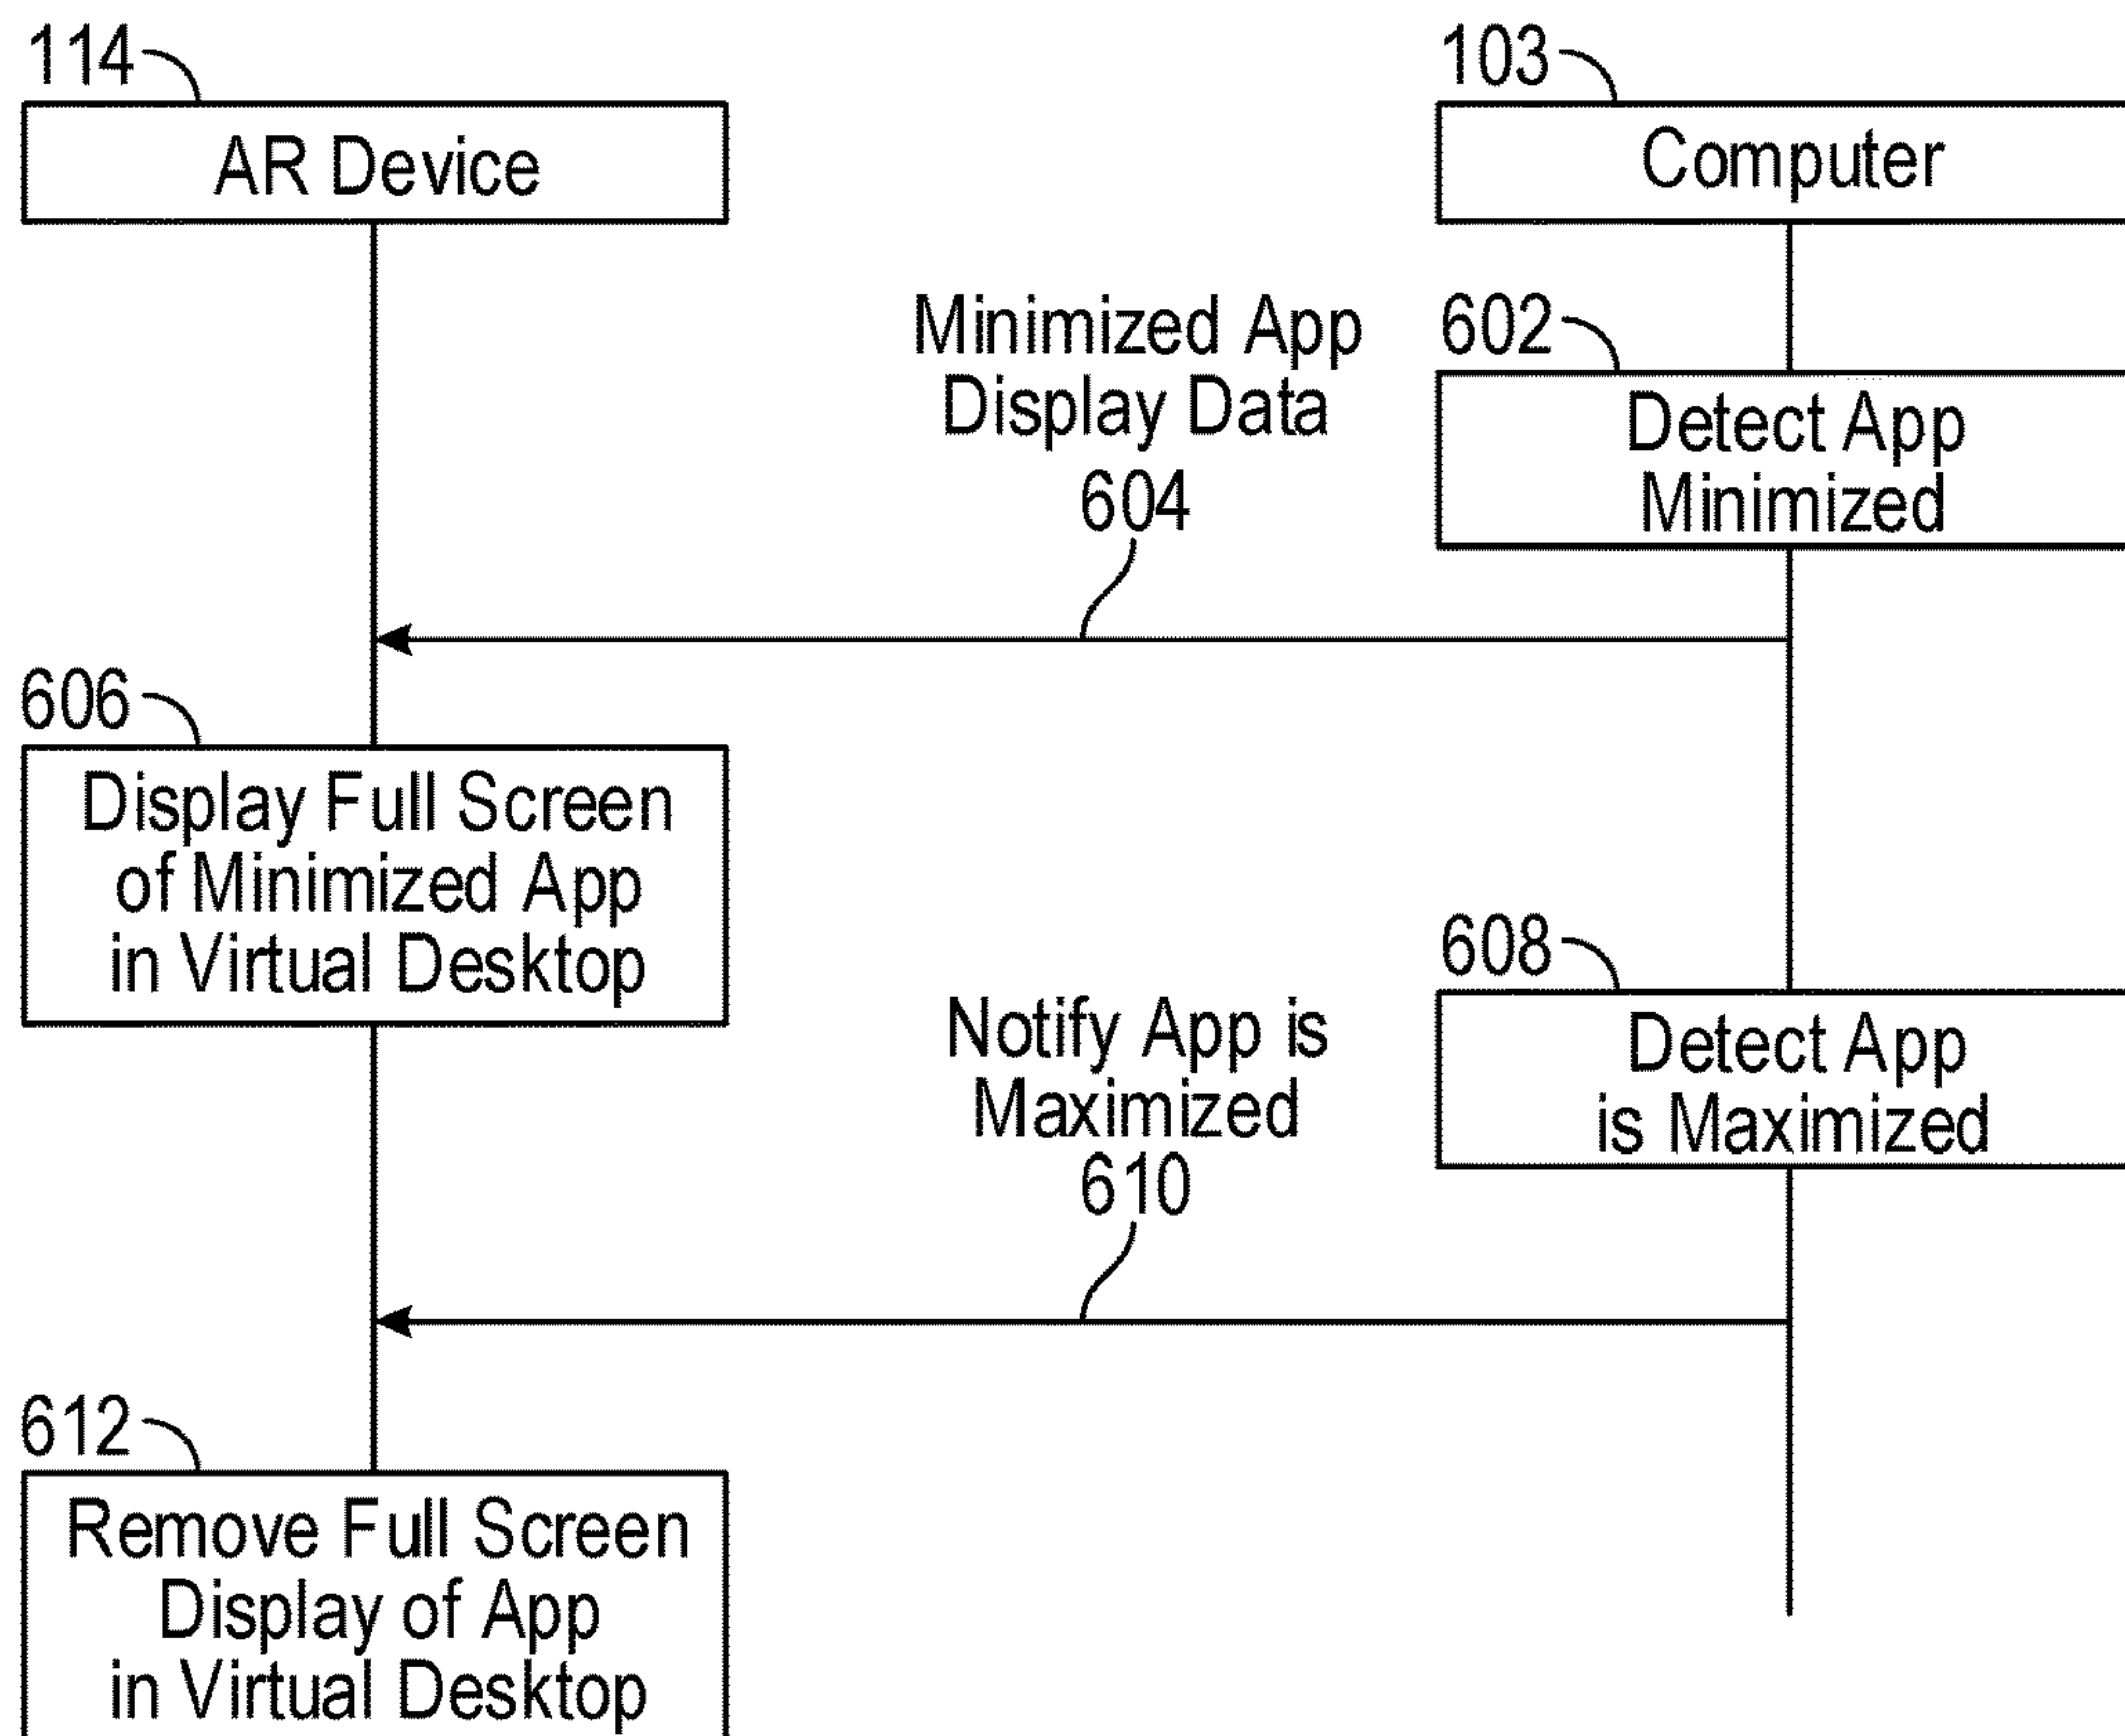 114
AR Device
103
Computer
Minimized App
Display Data
604
602
Detect App
Minimized
606
Display Full Screen
of Minimized App
in Virtual Desktop
608
Detect App
is Maximized
Notify App is
Maximized
610
612
Remove Full Screen
Display of App
in Virtual Desktop